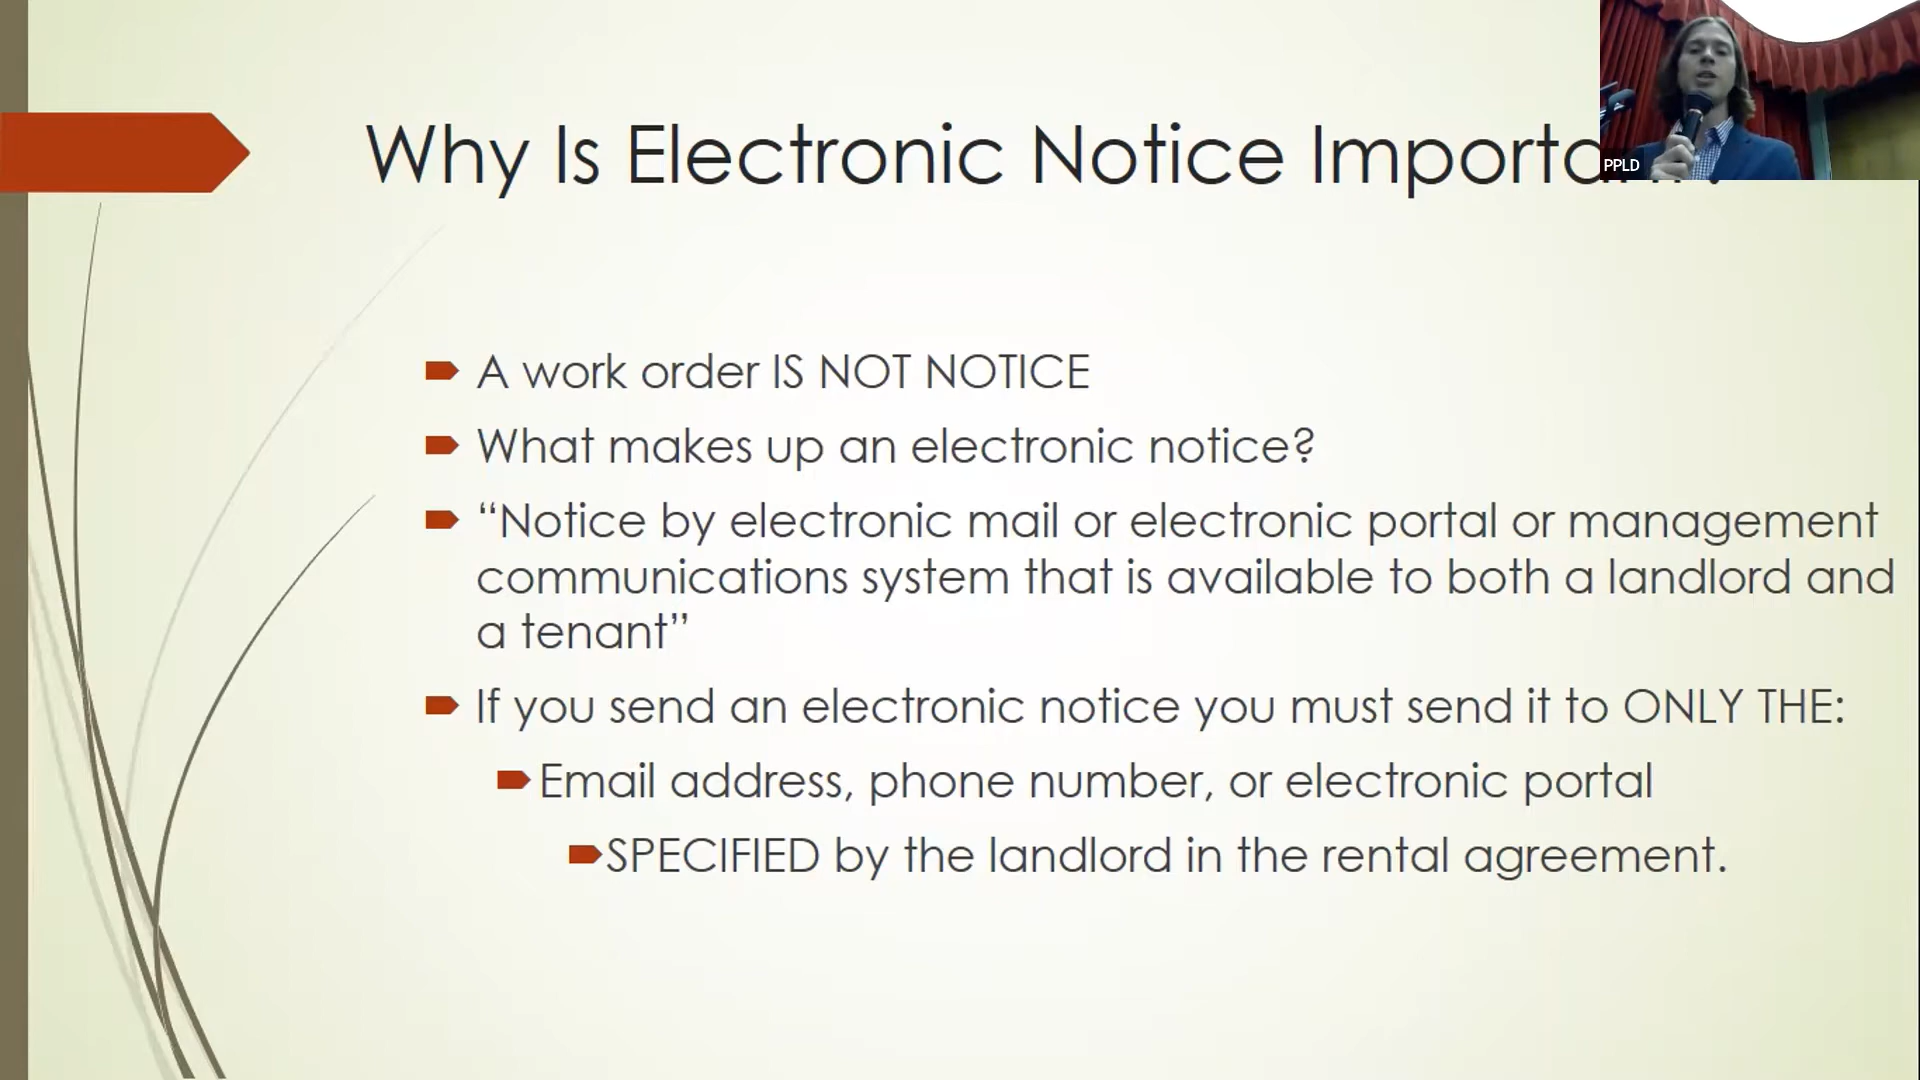 Why Is Electronic Notice
PPLD
A work order IS NOT NOTICE
What makes up an electronic notice?
“Notice by electronic mail or electronic portal or management
communications system that is available to both a landlord and
a tenant”
If you send an electronic notice you must send it to ONLY THE:
Email address, phone number, or electronic portal
SPECIFIED by the landlord in the rental agreement.